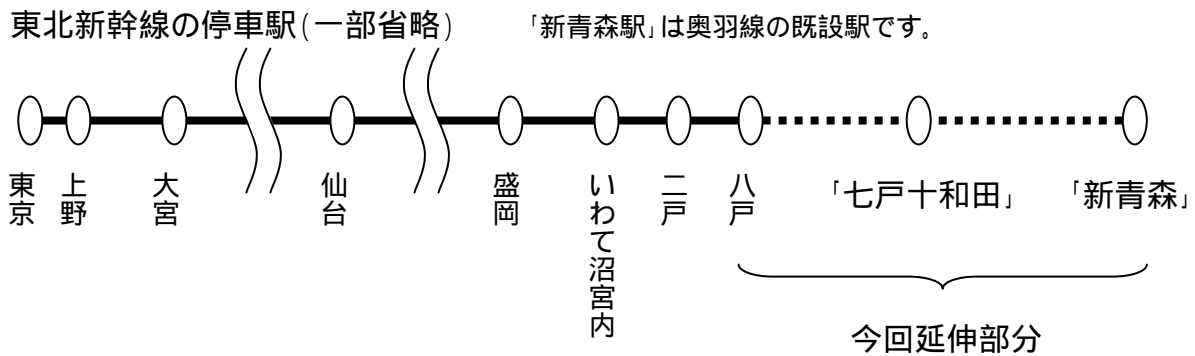 東北新幹線の停車駅(一部省略)
「新青森駅」は奥羽線の既設駅です。
東京
上野
大宮
仙台
盛岡
いわて沼宮内
二戸
八戸
「七戸十和田」
「新青森」
今回延伸部分